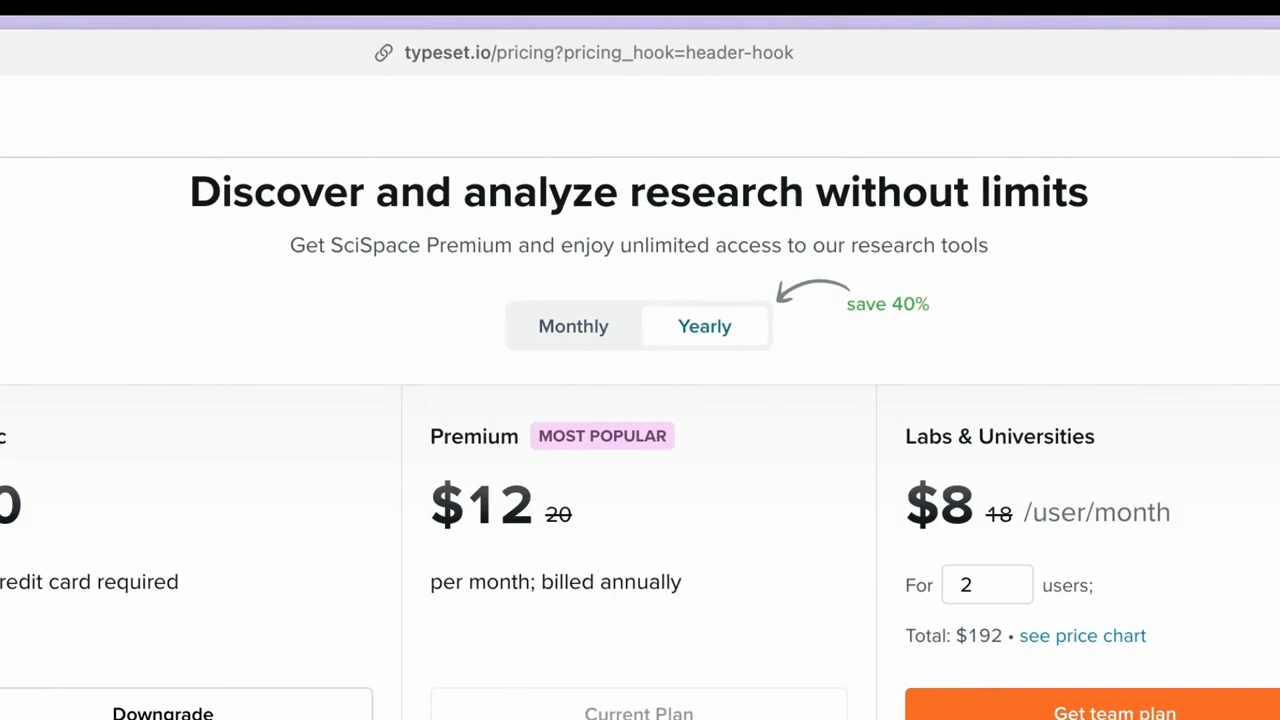 typeset.io/pricing?pricing_hook=header-hook
Discover and analyze research without limits
Get SciSpace Premium and enjoy unlimited access to our research tools
save 40%
Monthly Yearly
c
0
redit card required
Downgrade
Premium MOST POPULAR
$12 20
per month; billed annually
Current Plan
Labs & Universities
$8 18 /user/month
For 2 users;
Total: $192 • see price chart
Get team plan